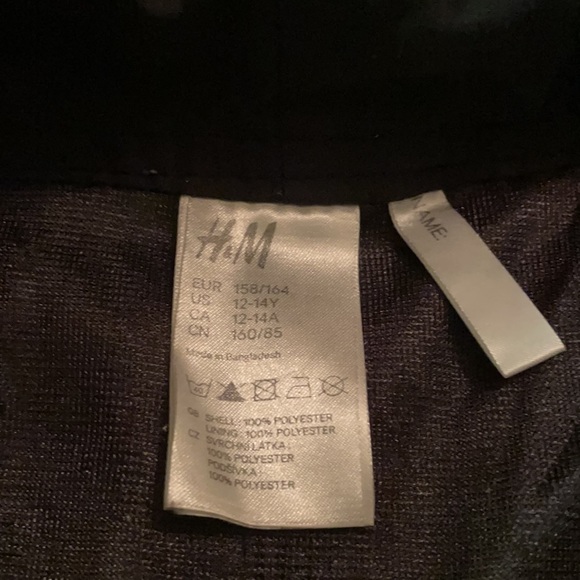 H&M
EUR 158/164
US 12-14Y
CA 12-14A
CN 160/85
Made in Bangladesh
GB SHELL: 100% POLYESTER
LINING: 100% POLYESTER
CZ SVRCHNÍ LÁTKA:
100% POLYESTER
PODŠÍVKA:
100% POLYESTER
NAME: